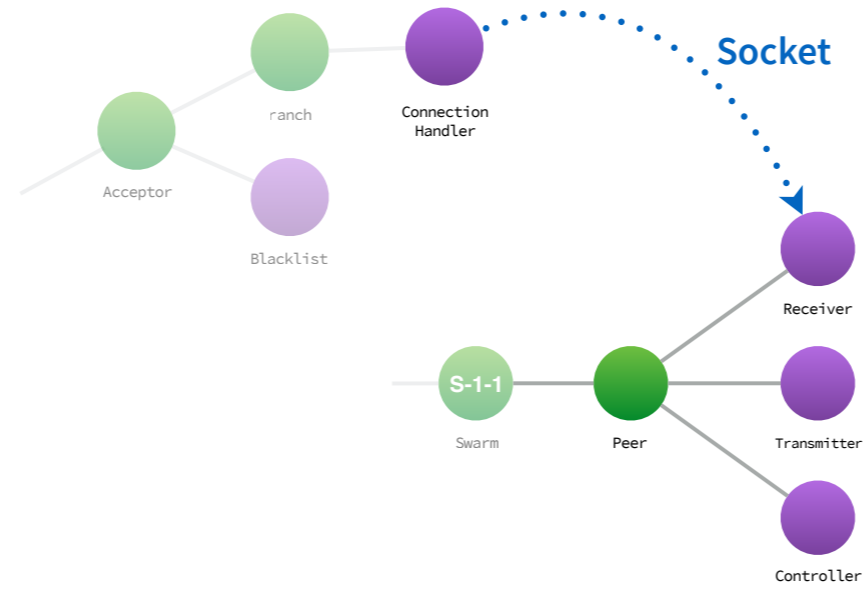 Socket
Connection
Handler
ranch
Acceptor
Blacklist
Receiver
S-1-1
Swarm
Peer
Transmitter
Controller